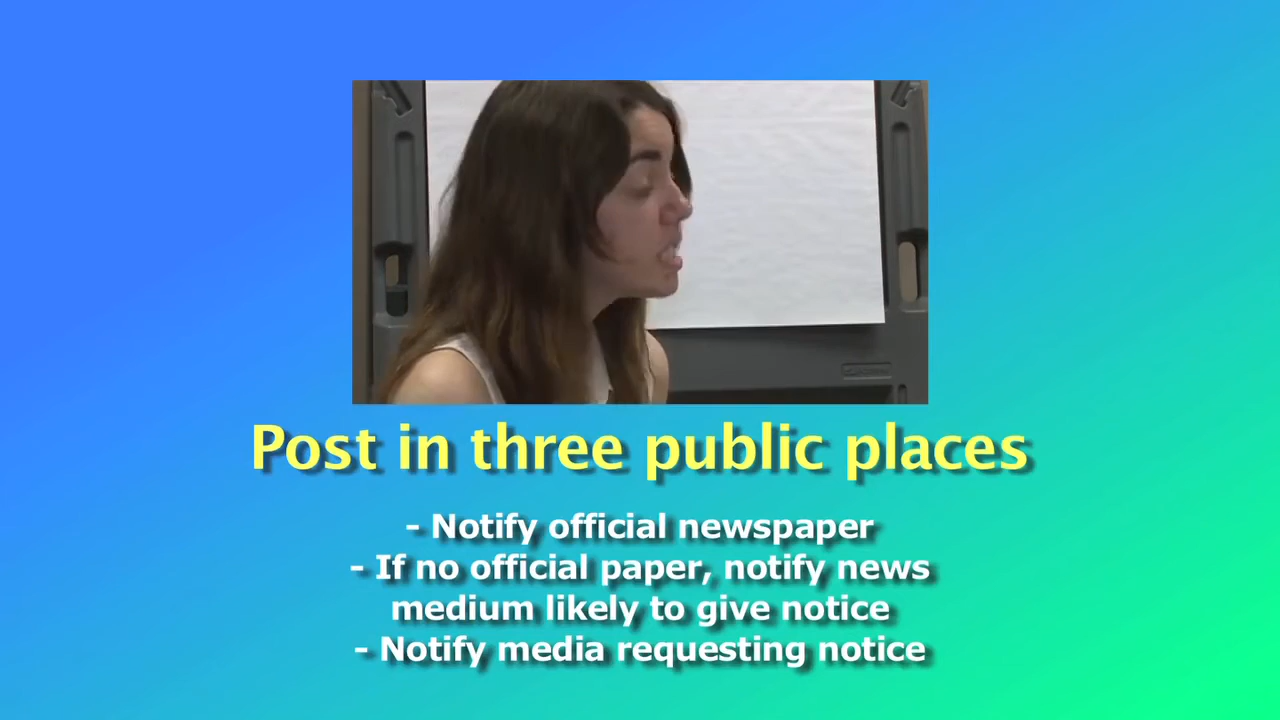 Post in three public places
- Notify official newspaper
- If no official paper, notify news
medium likely to give notice
- Notify media requesting notice